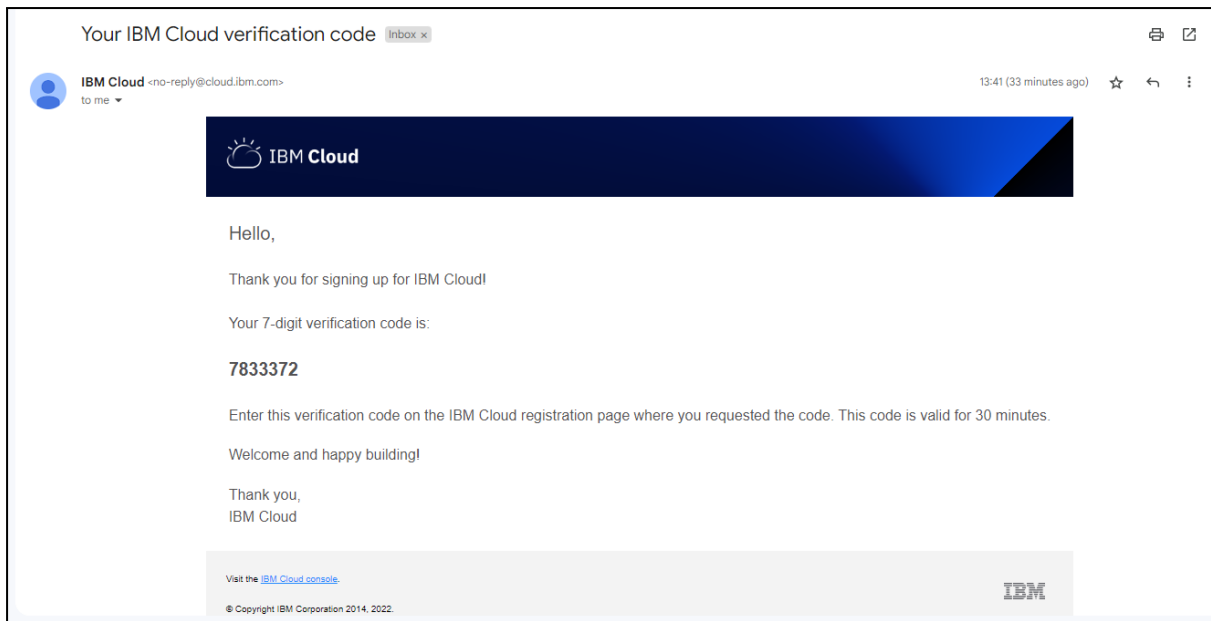 Your IBM Cloud verification code Inbox ×
IBM Cloud <no-reply@cloud.ibm.com> 13:41 (33 minutes ago)
to me
IBM Cloud
Hello,
Thank you for signing up for IBM Cloud!
Your 7-digit verification code is:
7833372
Enter this verification code on the IBM Cloud registration page where you requested the code. This code is valid for 30 minutes.
Welcome and happy building!
Thank you,
IBM Cloud
Visit the IBM Cloud console.
IBM
© Copyright IBM Corporation 2014, 2022.